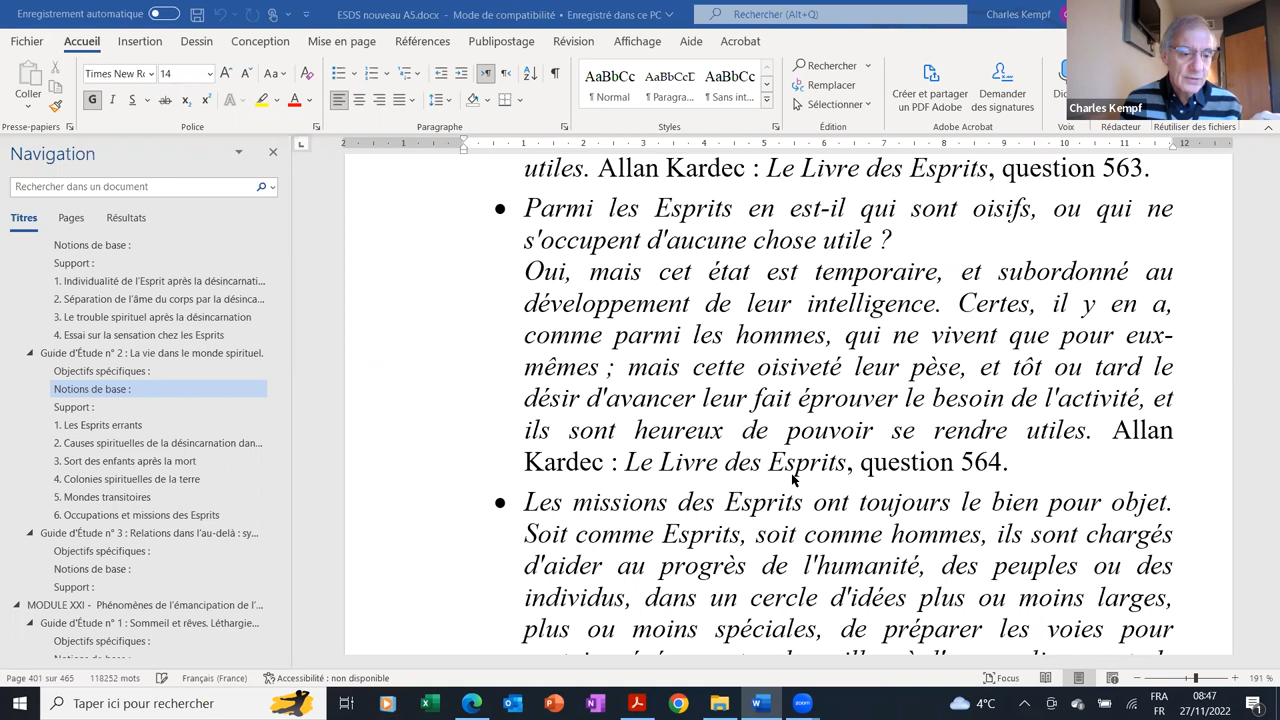 Enregistrement automatique
ESDS nouveau A5.doc - Mode de compatibilité - Enregistré dans ce PC
Rechercher (Alt+Q)
Charles Kempf
Fichier Accueil Insertion Dessin Conception Mise en page Références Publipostage Révision Affichage Aide Acrobat
Coller
Presse-papiers
Times New Ro 14
Police
Paragraphe
AaBbCc AaBbCcD AaBbCc
¶ Normal ¶ Paragra... ¶ Sans int...
Styles
Rechercher
Remplacer
Sélectionner
Édition
Créer et partager
un PDF Adobe
Demander
des signatures
Adobe Acrobat
Voix
Rédacteur
Réutiliser des fichiers
Charles Kempf
Navigation
Rechercher dans un document
Titres Pages Résultats
Notions de base :
Support :
1. Individualité de l'Esprit après la désincarnati...
2. Séparation de l'âme du corps par la désinca...
3. Le trouble spirituel après la désincarnation
4. Essai sur la sensation chez les Esprits
Guide d'Étude n° 2 : La vie dans le monde spirituel.
Objectifs spécifiques :
Notions de base :
Support :
1. Les Esprits errants
2. Causes spirituelles de la désincarnation dan...
3. Sort des enfants après la mort
4. Colonies spirituelles de la terre
5. Mondes transitoires
6. Occupations et missions des Esprits
Guide d'Étude n° 3 : Relations dans l'au-delà : sy...
Objectifs spécifiques :
Notions de base :
Support :
MODULE XXI - Phénomènes de l'émancipation de l'...
Guide d'Étude n° 1 : Sommeil et rêves. Léthargie...
Objectifs spécifiques :
2 1 1 2 3 4 5 6 7 8 9 10 11 12
utiles. Allan Kardec : Le Livre des Esprits, question 563.
• Parmi les Esprits en est-il qui sont oisifs, ou qui ne
s'occupent d'aucune chose utile ?
Oui, mais cet état est temporaire, et subordonné au
développement de leur intelligence. Certes, il y en a,
comme parmi les hommes, qui ne vivent que pour eux-
mêmes ; mais cette oisiveté leur pèse, et tôt ou tard le
désir d'avancer leur fait éprouver le besoin de l'activité, et
ils sont heureux de pouvoir se rendre utiles. Allan
Kardec : Le Livre des Esprits, question 564.
• Les missions des Esprits ont toujours le bien pour objet.
Soit comme Esprits, soit comme hommes, ils sont chargés
d'aider au progrès de l'humanité, des peuples ou des
individus, dans un cercle d'idées plus ou moins larges,
plus ou moins spéciales, de préparer les voies pour
Page 401 sur 465 118252 mots Français (France) Accessibilité : non disponible Focus 191 %
Taper ici pour rechercher
4°C
FRA
08:47
27/11/2022